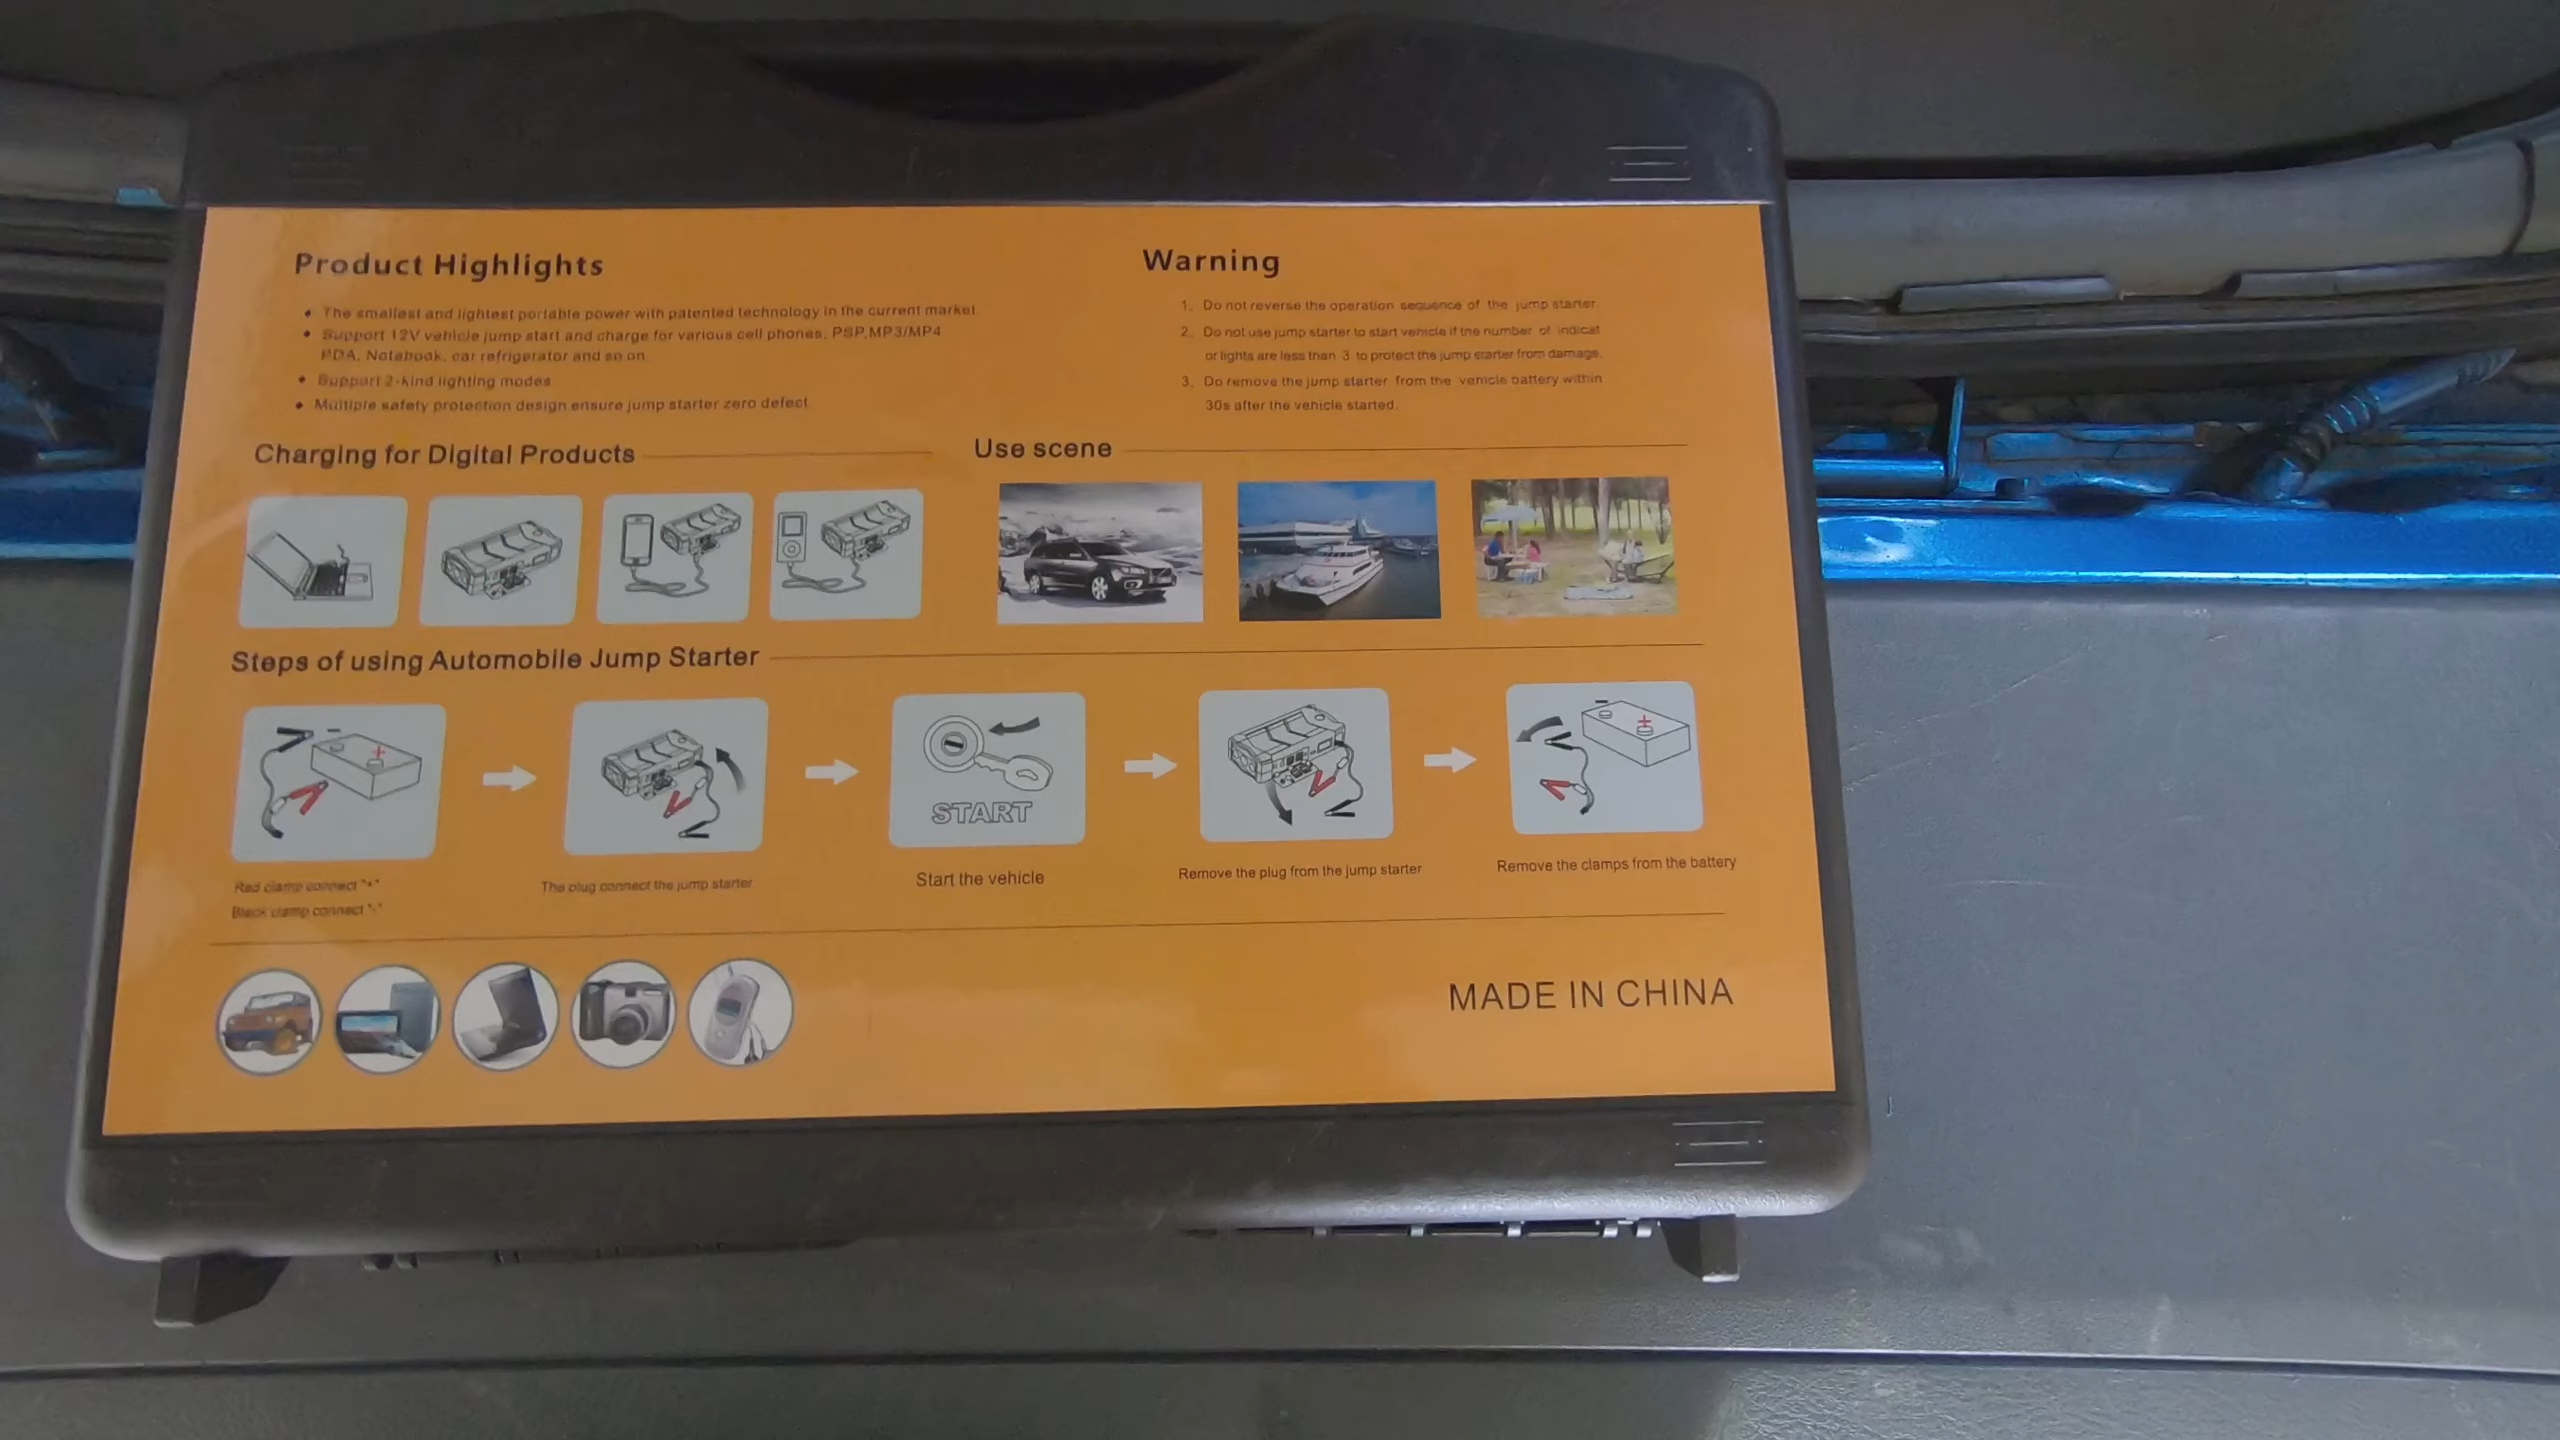 Product Highlights
• The smallest and lightest portable power with patented technology in the current market.
• Support 12V vehicle jump start and charge for various cell phones, PSP,MP3/MP4
PDA, Notebook, car refrigerator and so on
• Support 2-kind lighting modes
• Multiple safety protection design ensure jump starter zero defect.
Warning
1. Do not reverse the operation sequence of the jump starter.
2. Do not use jump starter to start vehicle if the number of indicat
or lights are less than 3 to protect the jump starter from damage.
3. Do remove the jump starter from the vehicle battery within
30s after the vehicle started.
Charging for Digital Products
Use scene
Steps of using Automobile Jump Starter
START
Red clamp connect "+"
Black clamp connect "-"
The plug connect the jump starter
Start the vehicle
Remove the plug from the jump starter
Remove the clamps from the battery
MADE IN CHINA